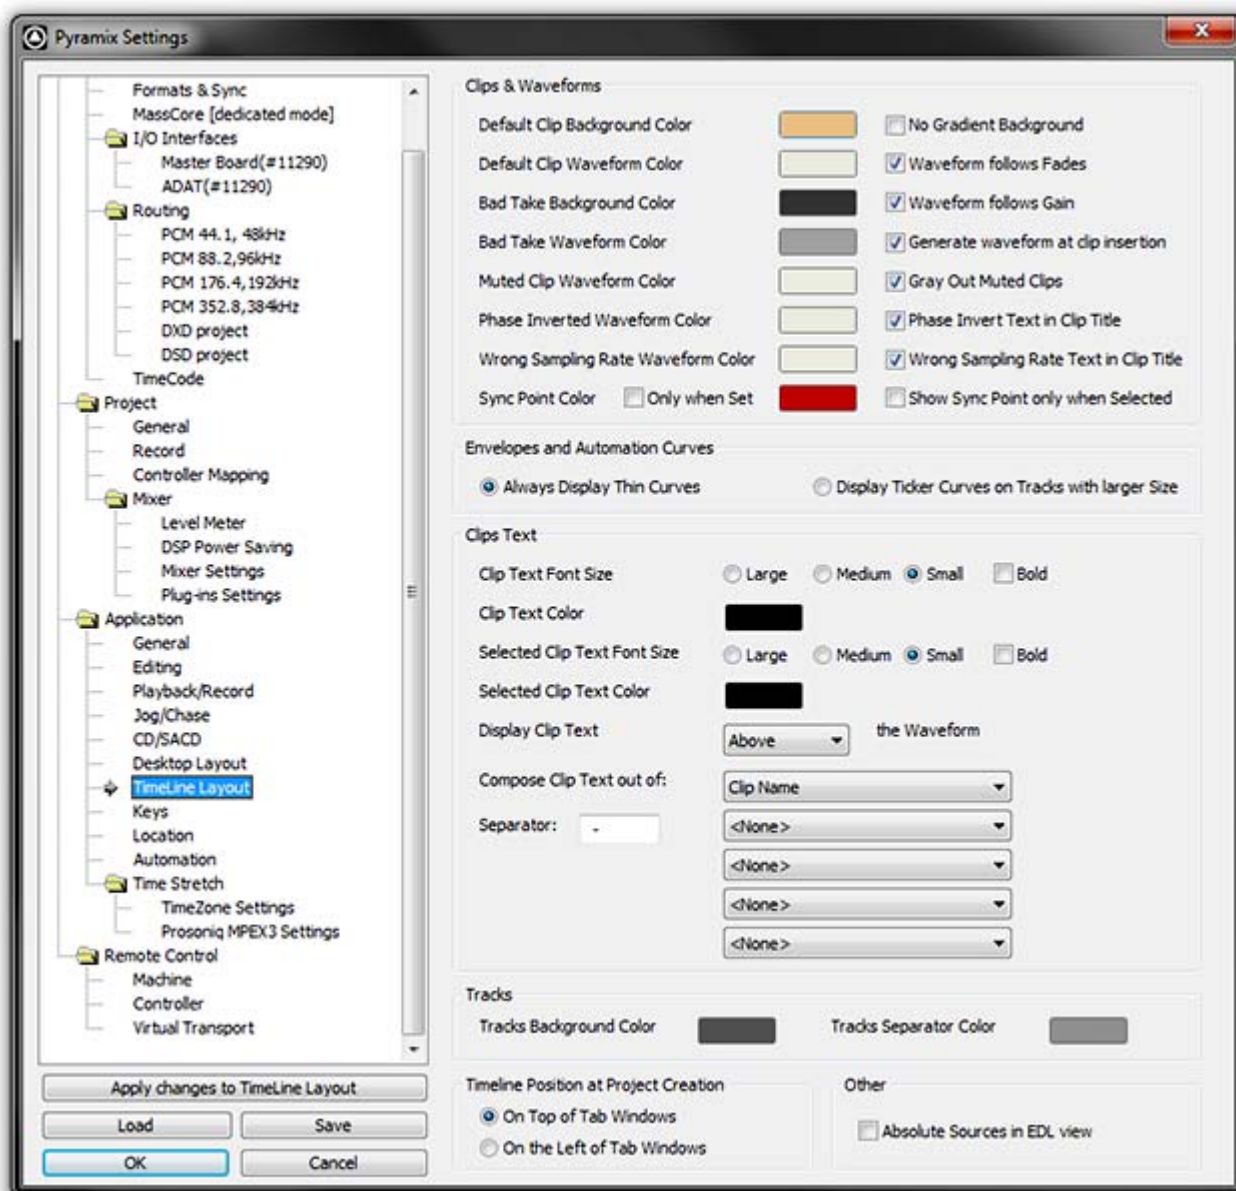 Pyramix Settings
Formats & Sync
MassCore [dedicated mode]
I/O Interfaces
Master Board(#11290)
ADAT(#11290)
Routing
PCM 44.1, 48kHz
PCM 88.2,96kHz
PCM 176.4,192kHz
PCM 352.8,384kHz
DXD project
DSD project
TimeCode
Project
General
Record
Controller Mapping
Mixer
Level Meter
DSP Power Saving
Mixer Settings
Plug-ins Settings
Application
General
Editing
Playback/Record
Jog/Chase
CD/SACD
Desktop Layout
TimeLine Layout
Keys
Location
Automation
Time Stretch
TimeZone Settings
Prosoniq MPEX3 Settings
Remote Control
Machine
Controller
Virtual Transport
Apply changes to TimeLine Layout
Load Save
OK Cancel
Clips & Waveforms
Default Clip Background Color No Gradient Background
Default Clip Waveform Color Waveform follows Fades
Bad Take Background Color Waveform follows Gain
Bad Take Waveform Color Generate waveform at clip insertion
Muted Clip Waveform Color Gray Out Muted Clips
Phase Inverted Waveform Color Phase Invert Text in Clip Title
Wrong Sampling Rate Waveform Color Wrong Sampling Rate Text in Clip Title
Sync Point Color Only when Set Show Sync Point only when Selected
Envelopes and Automation Curves
Always Display Thin Curves Display Ticker Curves on Tracks with larger Size
Clips Text
Clip Text Font Size Large Medium Small Bold
Clip Text Color
Selected Clip Text Font Size Large Medium Small Bold
Selected Clip Text Color
Display Clip Text Above the Waveform
Compose Clip Text out of: Clip Name
Separator: - <None>
<None>
<None>
<None>
Tracks
Tracks Background Color Tracks Separator Color
Timeline Position at Project Creation Other
On Top of Tab Windows
Absolute Sources in EDL view
On the Left of Tab Windows